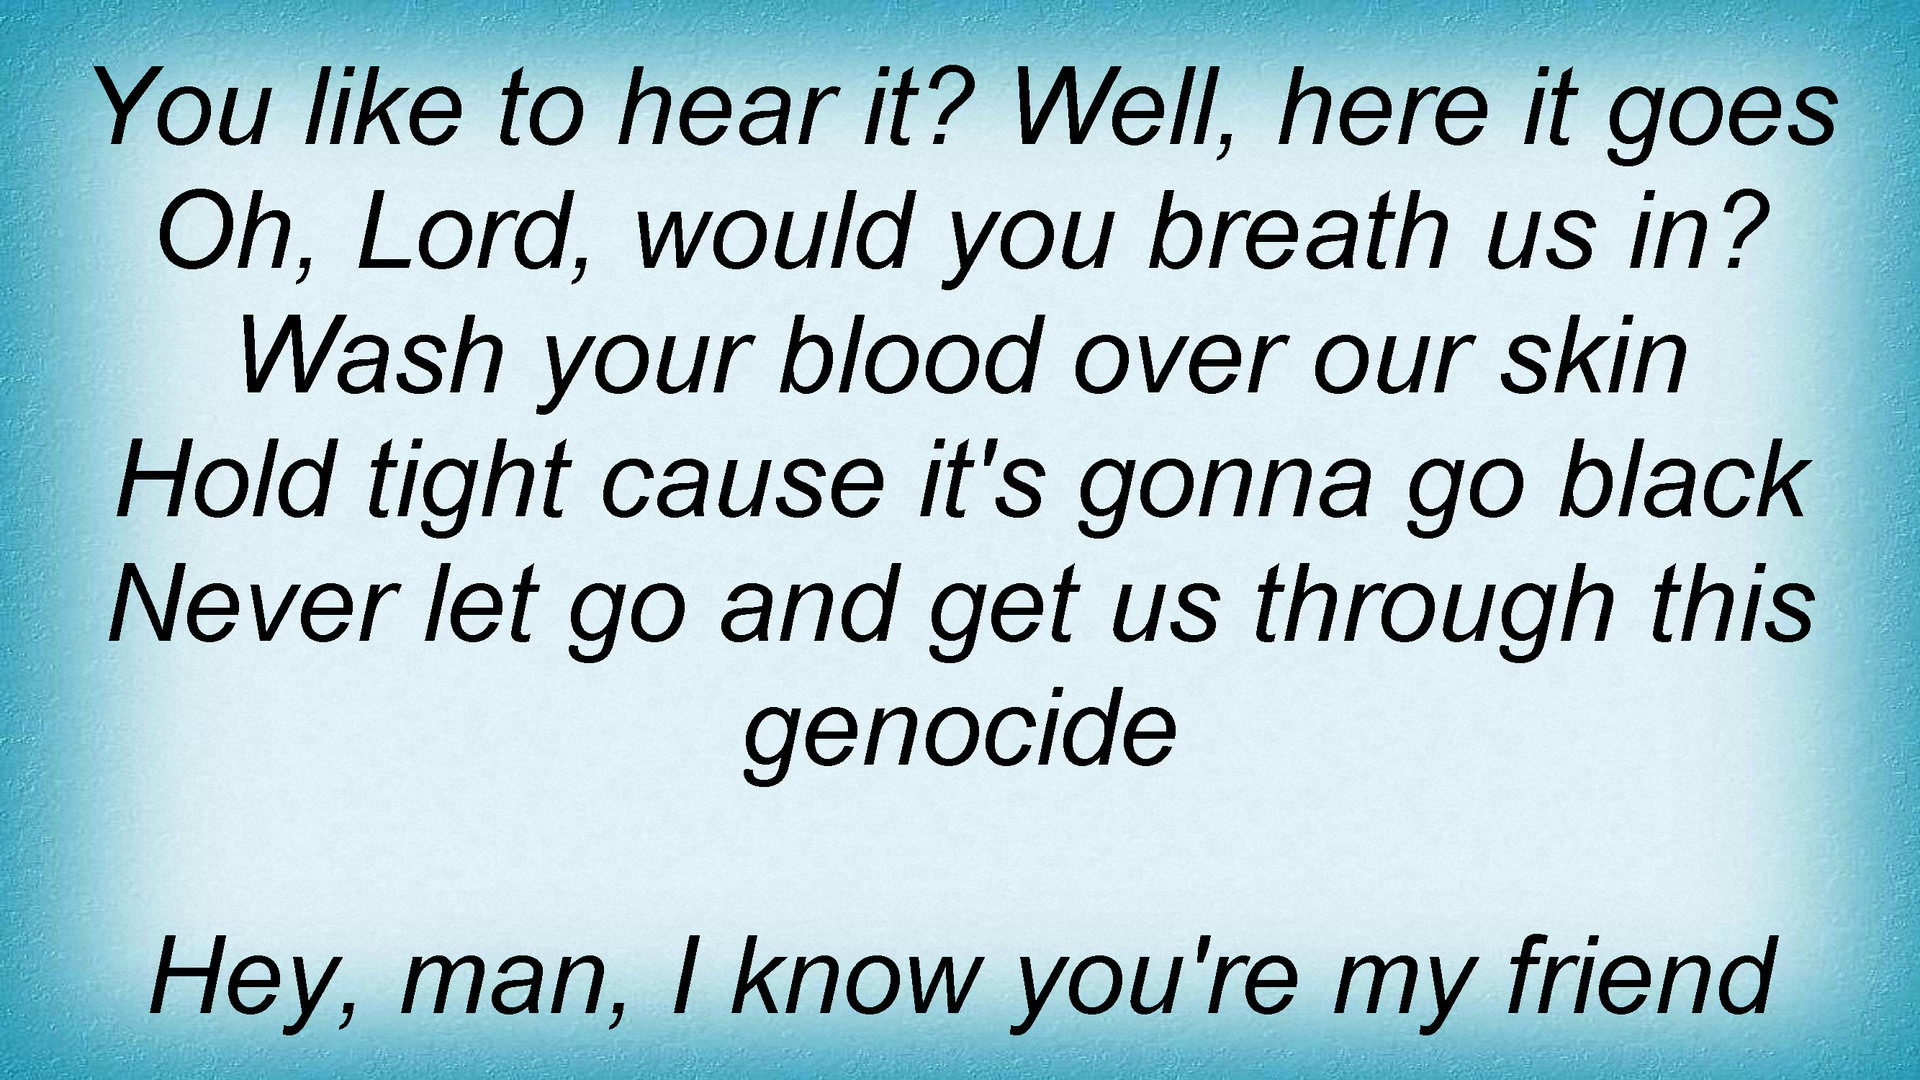 You like to hear it? Well, here it goes
Oh, Lord, would you breath us in?
Wash your blood over our skin
Hold tight cause it's gonna go black
Never let go and get us through this
genocide
Hey, man, I know you're my friend